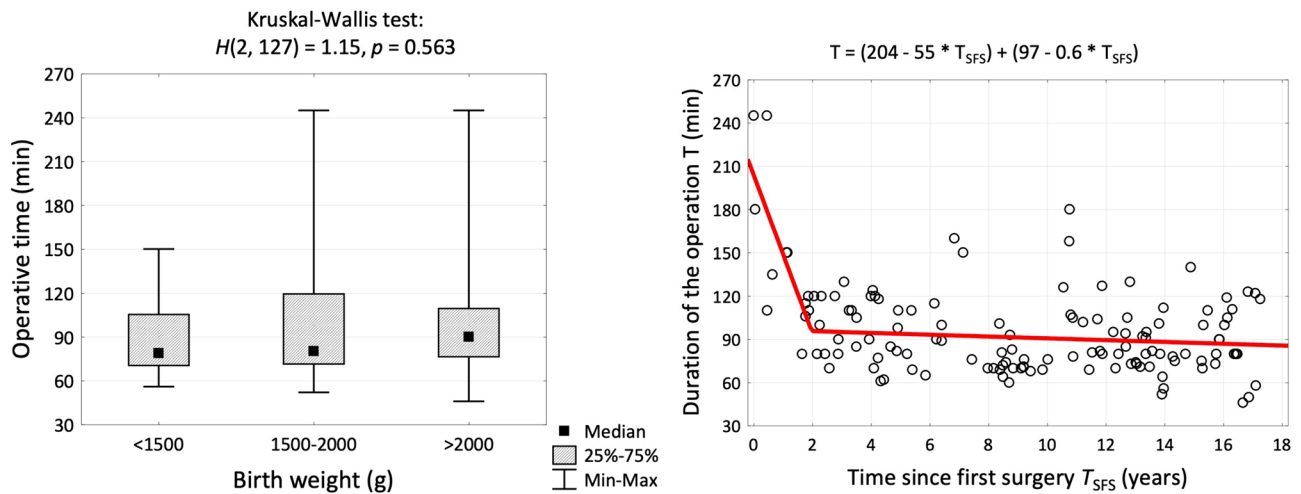 Kruskal-Wallis test:
H(2, 127) = 1.15, p = 0.563
270
240
210
180
150
120
90
60
30
Operative time (min)
<1500
1500-2000
>2000
Birth weight (g)
Median
25%-75%
Min-Max
T = (204 - 55 * T_SFS) + (97 - 0.6 * T_SFS)
270
240
210
180
150
120
90
60
30
Duration of the operation T (min)
0 2 4 6 8 10 12 14 16 18
Time since first surgery T_SFS (years)